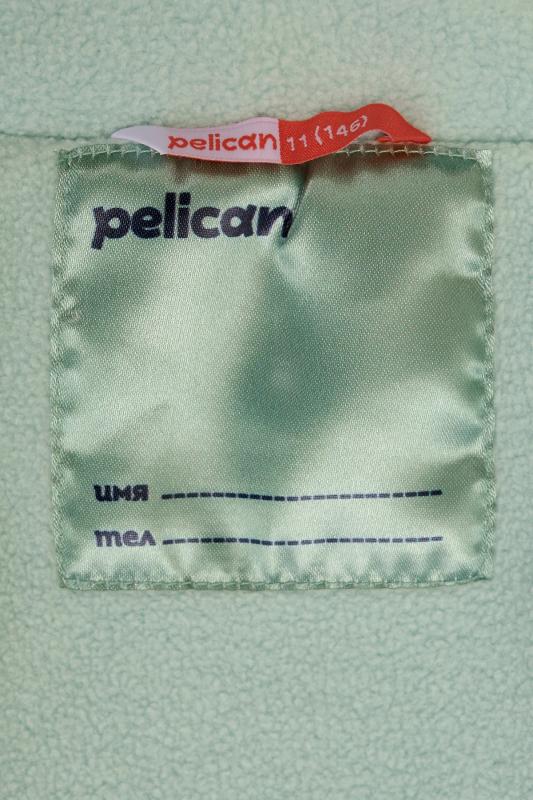 pelican 11 (146)
pelican
имя
тел